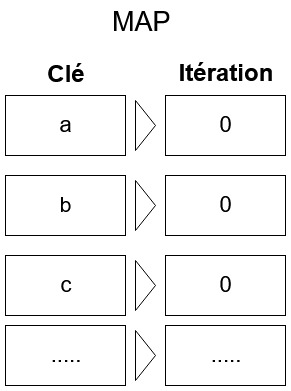 MAP
Clé Itération
a 0
b 0
c 0
..... .....